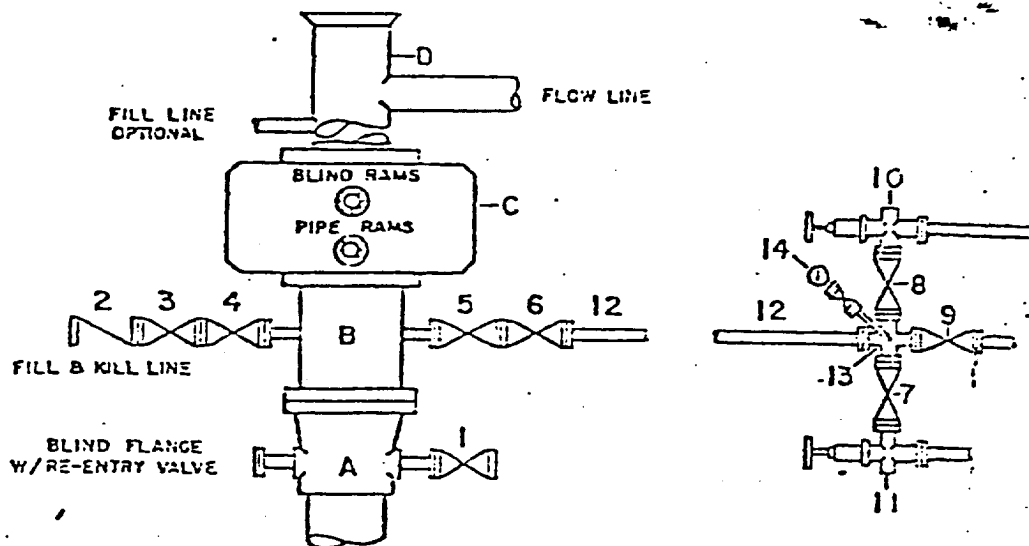 D
FLOW LINE
FILL LINE
OPTIONAL
BLIND RAMS
C
PIPE RAMS
2 3 4 5 6 12
B
FILL & KILL LINE
BLIND FLANGE
W/RE-ENTRY VALVE
A
1
10
14
8
12
9
13
7
11